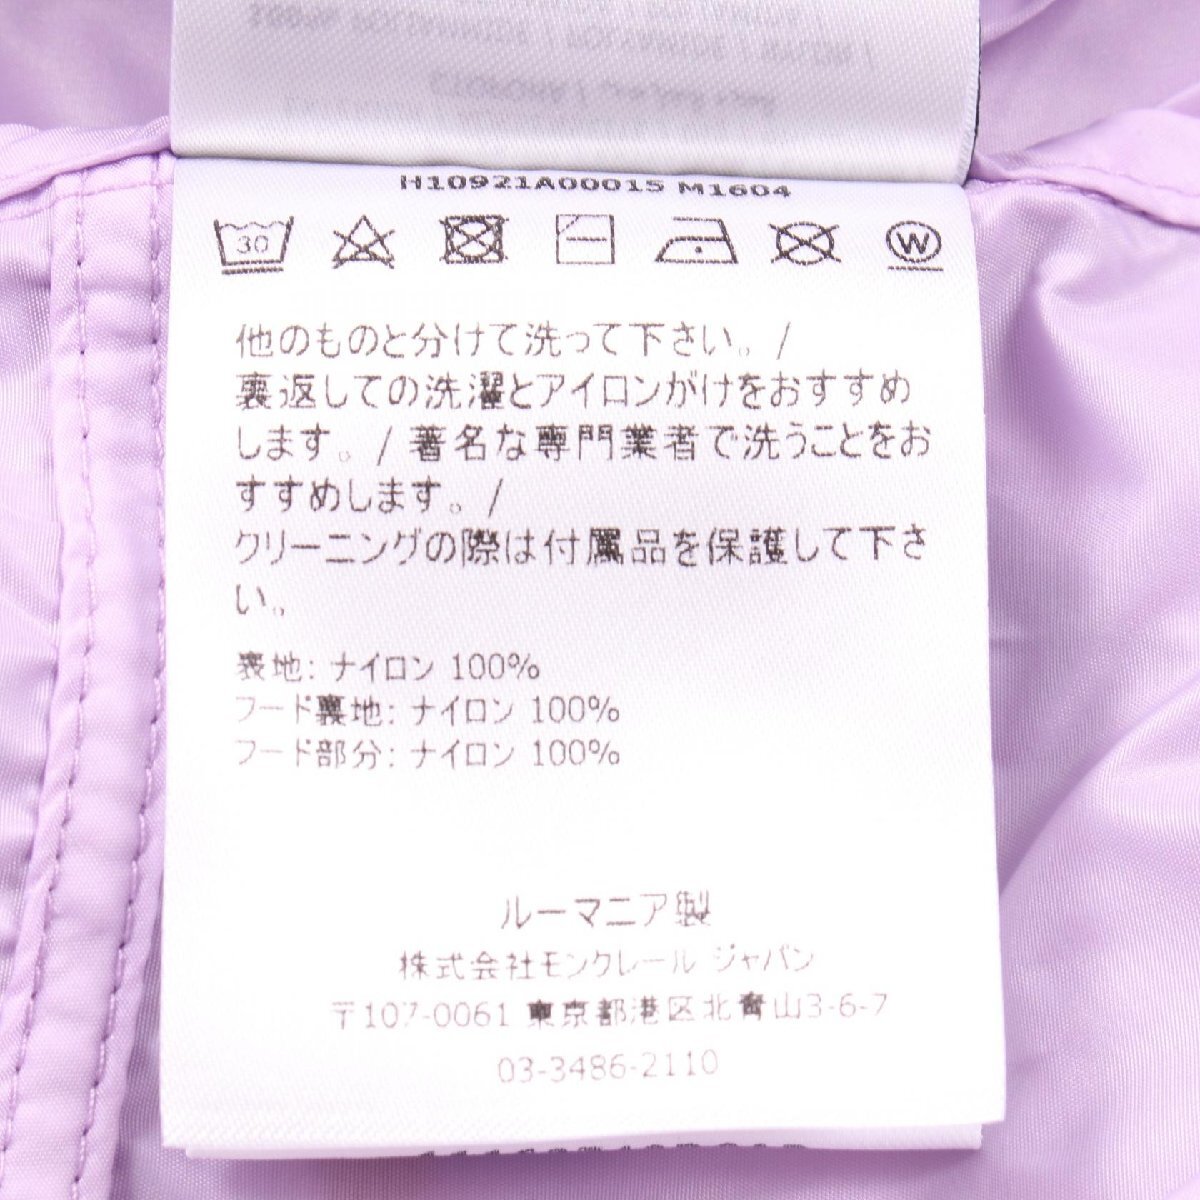 H10921A00015 M1604
30
W
他のものと分けて洗って下さい。/
裏返しての洗濯とアイロンがけをおすすめ
します。/ 著名な専門業者で洗うことをお
すすめします。/
クリーニングの際は付属品を保護して下さ
い。
表地: ナイロン 100%
フード裏地: ナイロン 100%
フード部分: ナイロン 100%
ルーマニア製
株式会社モンクレール ジャパン
〒107-0061 東京都港区北青山3-6-7
03-3486-2110